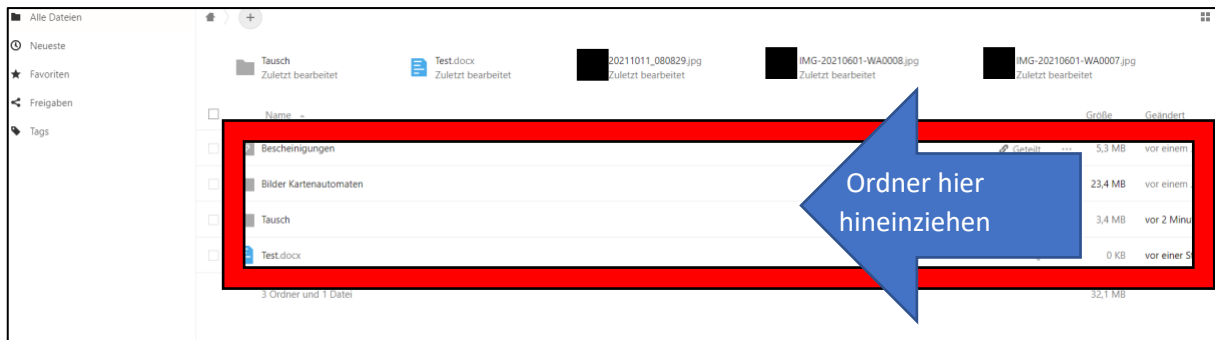 Alle Dateien
+
Neueste
Favoriten
Freigaben
Tags
Tausch
Zuletzt bearbeitet
Test.docx
Zuletzt bearbeitet
20211011_080829.jpg
Zuletzt bearbeitet
IMG-20210601-WA0008.jpg
Zuletzt bearbeitet
IMG-20210601-WA0007.jpg
Zuletzt bearbeitet
Name Größe Geändert
Bescheinigungen Geteilt ... 5,3 MB vor einem
Bilder Kartenautomaten 23,4 MB vor einem
Tausch 3,4 MB vor 2 Minu
Test.docx 0 KB vor einer S
3 Ordner und 1 Datei 32,1 MB
Ordner hier
hineinziehen